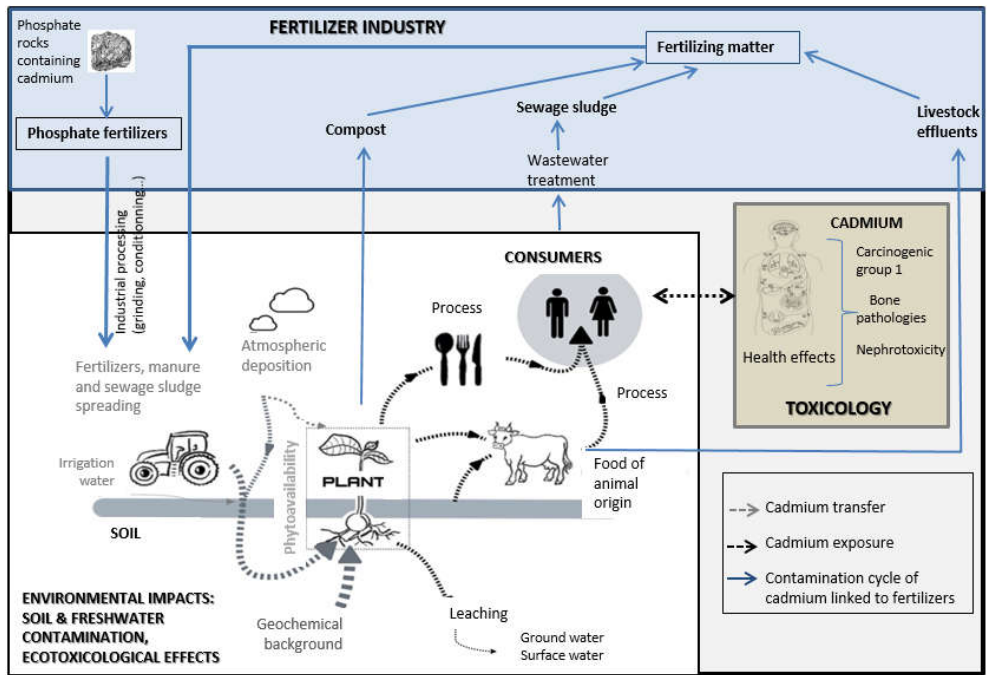 FERTILIZER INDUSTRY
Phosphate
rocks
containing
cadmium
Phosphate fertilizers
Fertilizing matter
Sewage sludge
Compost
Livestock
effluents
Wastewater
treatment
Industrial processing
(grinding, conditionning...)
CADMIUM
Carcinogenic
group 1
Bone
pathologies
Nephrotoxicity
Health effects
TOXICOLOGY
CONSUMERS
Process
Process
Atmospheric
deposition
Fertilizers, manure
and sewage sludge
spreading
Irrigation
water
Phytoavailability
PLANT
Food of
animal
origin
SOIL
Cadmium transfer
Cadmium exposure
Contamination cycle of
cadmium linked to fertilizers
ENVIRONMENTAL IMPACTS:
SOIL & FRESHWATER
CONTAMINATION,
ECOTOXICOLOGICAL EFFECTS
Geochemical
background
Leaching
Ground water
Surface water